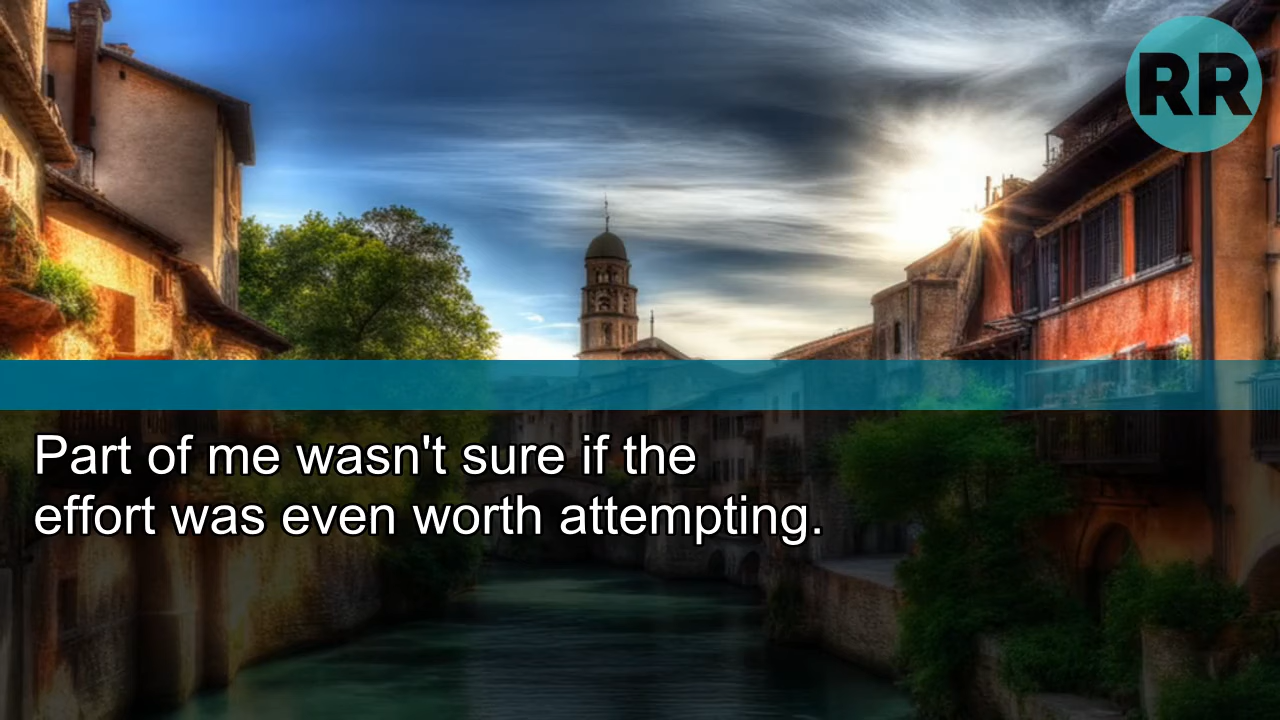 RR
Part of me wasn't sure if the
effort was even worth attempting.